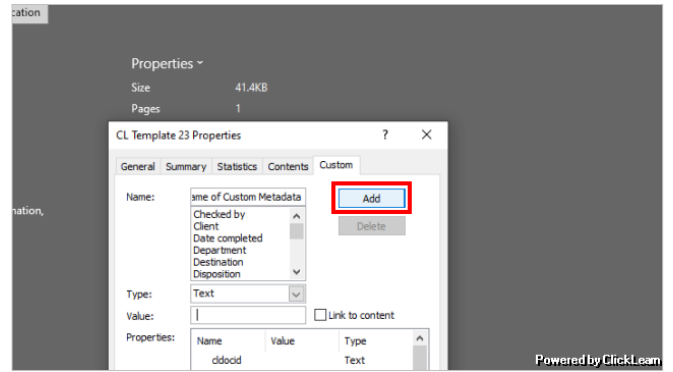 cation
Properties
Size 41.4KB
Pages 1
CL Template 23 Properties ? ×
General Summary Statistics Contents Custom
Name: ame of Custom Metadata Add
Checked by
Client Delete
Date completed
Department
nation,
Destination
Disposition
Type: Text
Value: Link to content
Properties: Name Value Type
cldocid Text
Powered by ClickLearn